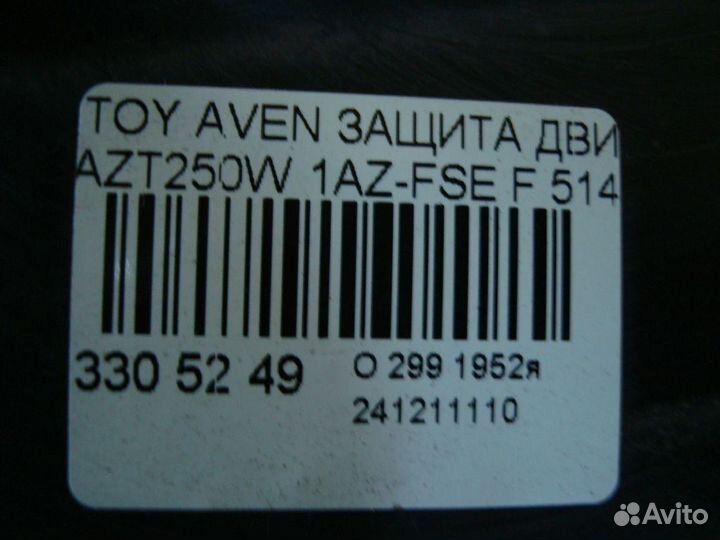 TOY AVEN ЗАЩИТА ДВИ
AZT250W 1AZ-FSE F 514
330 52 49
О 299 1952я
241211110
Avito